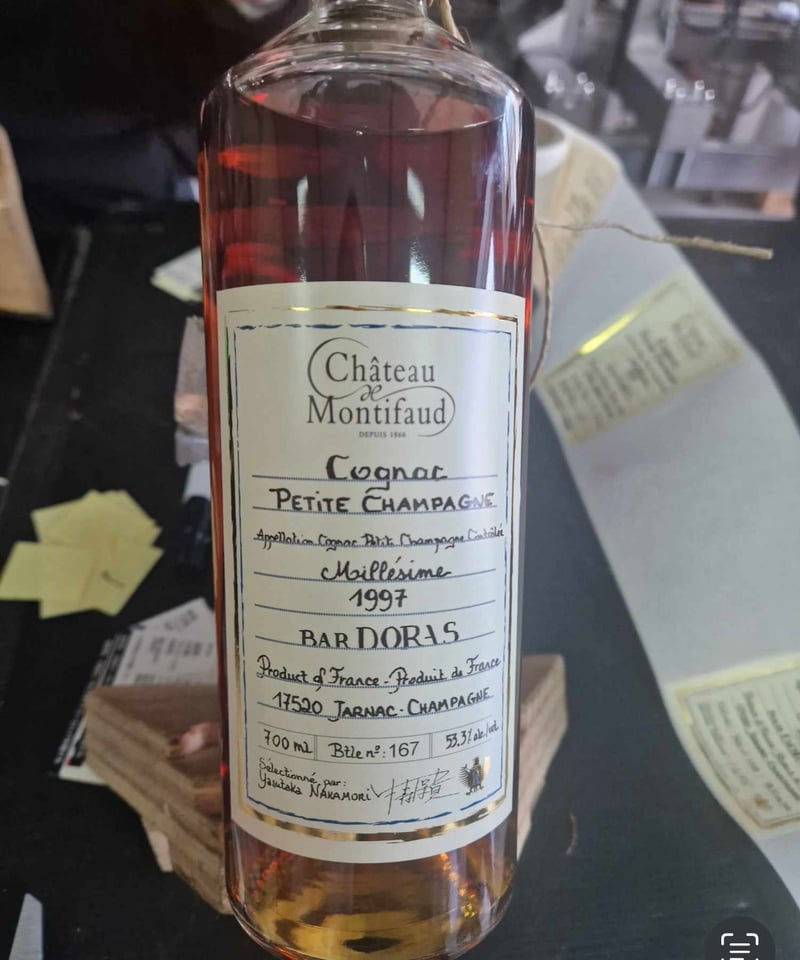 Château
de
Montifaud
DEPUIS 1866
Cognac
PETITE CHAMPAGNE
Appellation Cognac Petite Champagne Contrôlée
Millésime
1997
BAR DORAS
Product of France - Produit de France
17520 JARNAC-CHAMPAGNE
700 mL Btle nº: 167 53.3% alc./vol.
Sélectionné par:
Yasutaka NAKAMORI